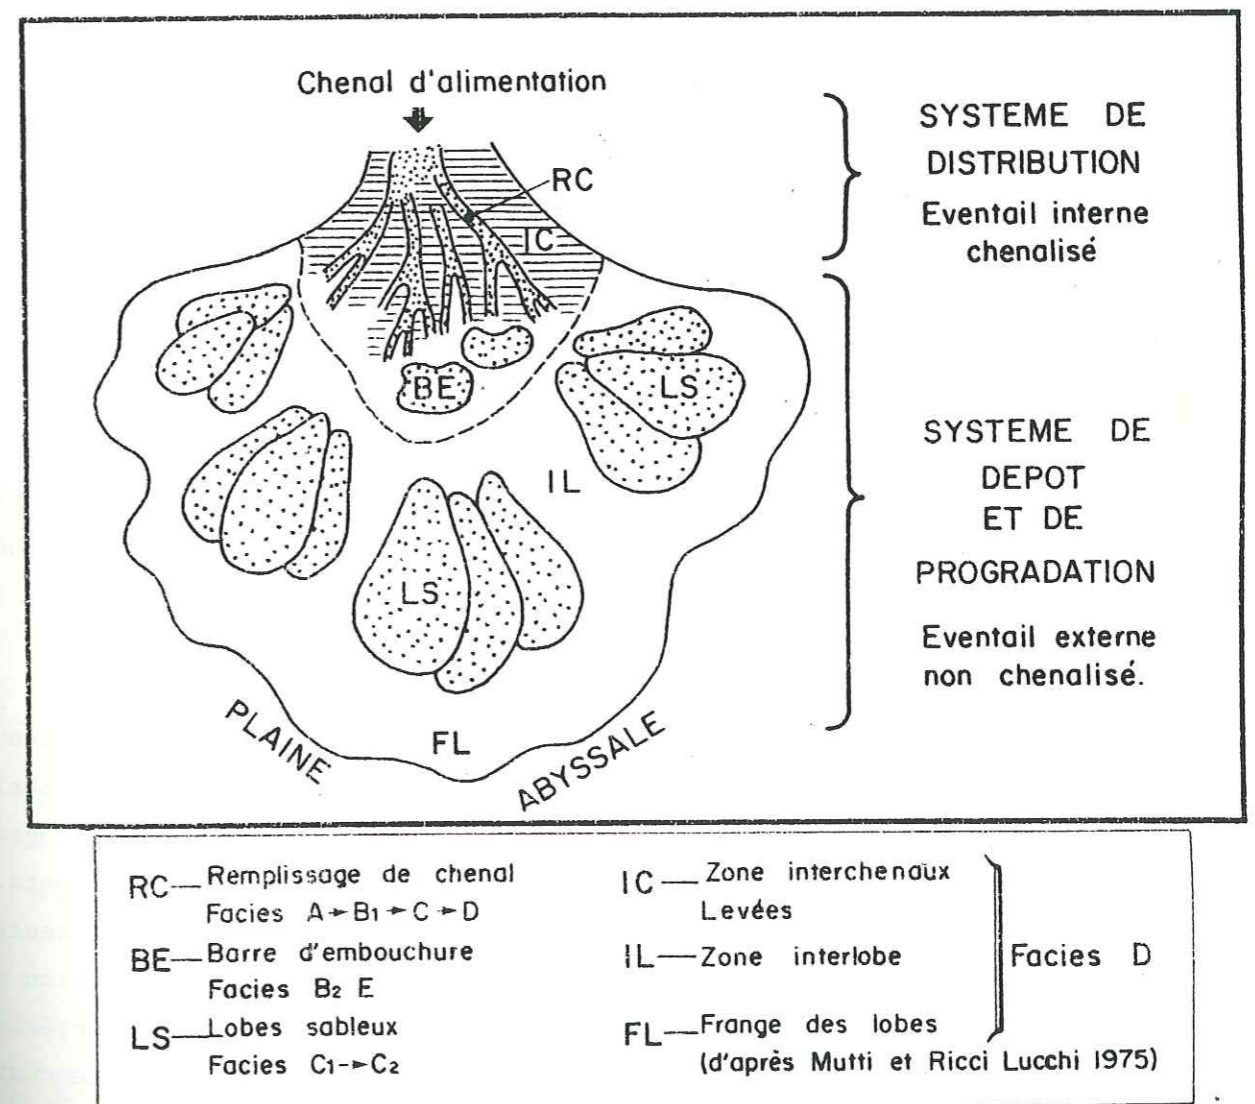 Chenal d'alimentation
RC
IC
BE
LS
IL
LS
FL
PLAINE
ABYSSALE
SYSTEME DE
DISTRIBUTION
Eventail interne
chenalisé
SYSTEME DE
DEPOT
ET DE
PROGRADATION
Eventail externe
non chenalisé.
RC—Remplissage de chenal
Facies A→B1→C→D
BE—Barre d'embouchure
Facies B2 E
LS—Lobes sableux
Facies C1→C2
IC—Zone interchenaux
Levées
IL—Zone interlobe
FL—Frange des lobes
(d'après Mutti et Ricci Lucchi 1975)
Facies D